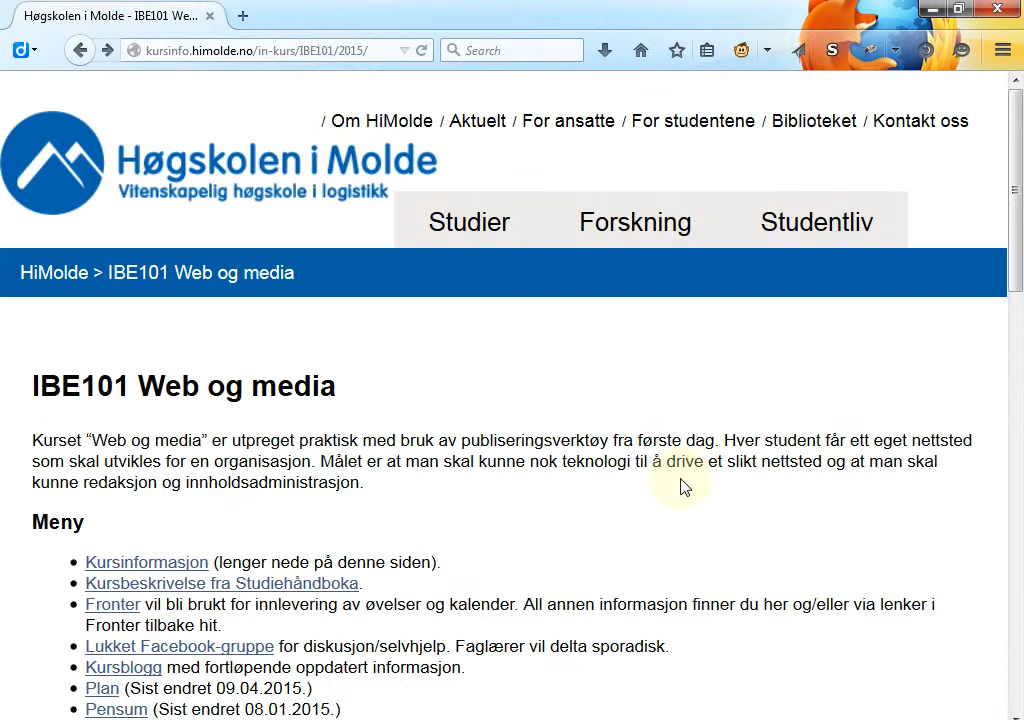 Høgskolen i Molde - IBE101 We...
kursinfo.himolde.no/in-kurs/IBE101/2015/
Search
/ Om HiMolde / Aktuelt / For ansatte / For studentene / Biblioteket / Kontakt oss
Høgskolen i Molde
Vitenskapelig høgskole i logistikk
Studier Forskning Studentliv
HiMolde > IBE101 Web og media
IBE101 Web og media
Kurset “Web og media” er utpreget praktisk med bruk av publiseringsverktøy fra første dag. Hver student får ett eget nettsted
som skal utvikles for en organisasjon. Målet er at man skal kunne nok teknologi til å drive et slikt nettsted og at man skal
kunne redaksjon og innholdsadministrasjon.
Meny
• Kursinformasjon (lenger nede på denne siden).
• Kursbeskrivelse fra Studiehåndboka.
• Fronter vil bli brukt for innlevering av øvelser og kalender. All annen informasjon finner du her og/eller via lenker i
Fronter tilbake hit.
• Lukket Facebook-gruppe for diskusjon/selvhjelp. Faglærer vil delta sporadisk.
• Kursblogg med fortløpende oppdatert informasjon.
• Plan (Sist endret 09.04.2015.)
• Pensum (Sist endret 08.01.2015.)